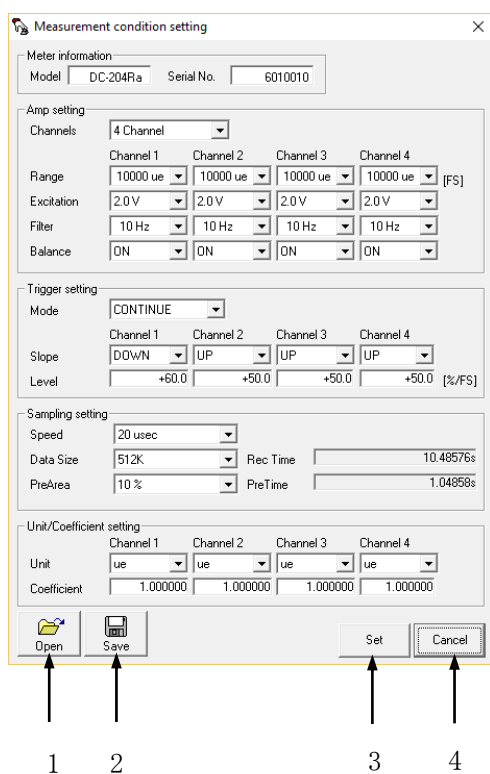 Measurement condition setting
Meter information
Model DC-204Ra Serial No. 6010010
Amp setting
Channels 4 Channel
Channel 1 Channel 2 Channel 3 Channel 4
Range 10000 ue 10000 ue 10000 ue 10000 ue [FS]
Excitation 2.0 V 2.0 V 2.0 V 2.0 V
Filter 10 Hz 10 Hz 10 Hz 10 Hz
Balance ON ON ON ON
Trigger setting
Mode CONTINUE
Channel 1 Channel 2 Channel 3 Channel 4
Slope DOWN UP UP UP
Level +60.0 +50.0 +50.0 +50.0 [%/FS]
Sampling setting
Speed 20 usec
Data Size 512K Rec Time 10.48576s
PreArea 10 % PreTime 1.04858s
Unit/Coefficient setting
Channel 1 Channel 2 Channel 3 Channel 4
Unit ue ue ue ue
Coefficient 1.000000 1.000000 1.000000 1.000000
Open Save Set Cancel
1 2 3 4